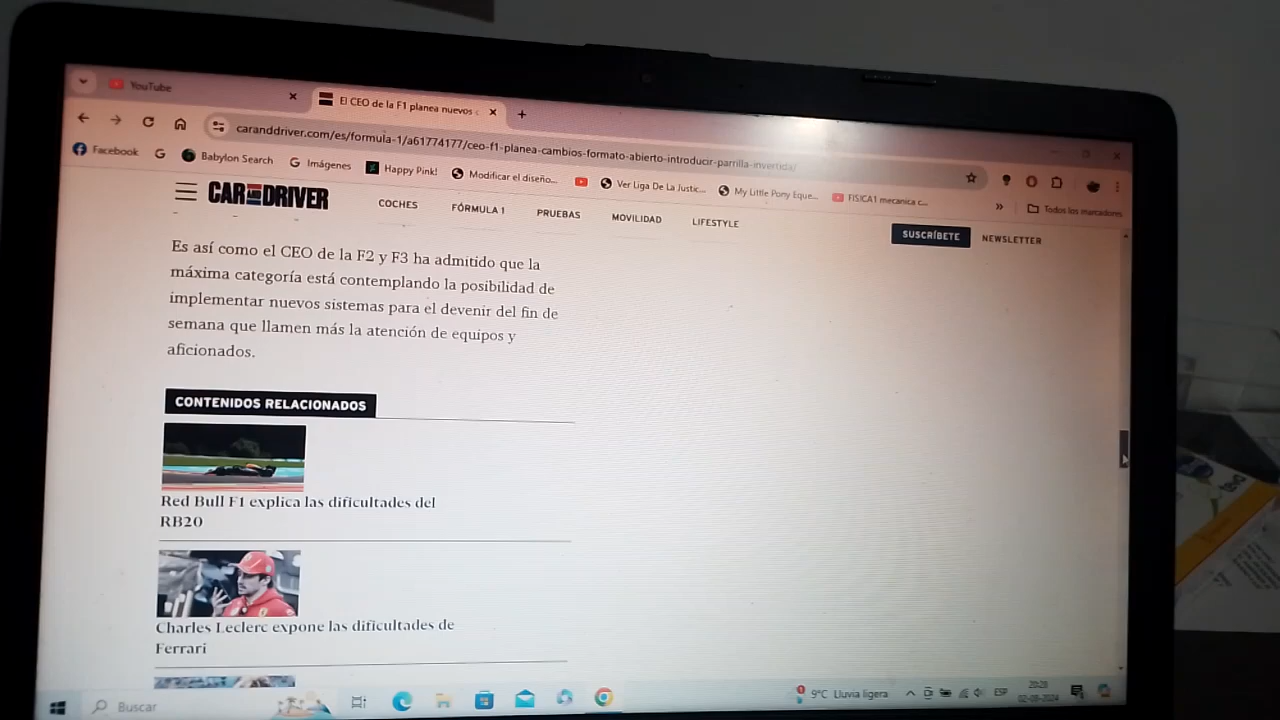 YouTube
El CEO de la F1 planea nuevos
caranddriver.com/es/formula-1/a61774177/ceo-f1-planea-cambios-formato-abierto-introducir-parrilla-invertida/
Facebook
Babylon Search
Imágenes
Happy Pink!
Modificar el diseño...
Ver Liga De La Justic...
My Little Pony Eque...
FISICA1 mecanica c...
»
Todos los marcadores
CAR AND DRIVER
COCHES
FÓRMULA 1
PRUEBAS
MOVILIDAD
LIFESTYLE
SUSCRÍBETE
NEWSLETTER
Es así como el CEO de la F2 y F3 ha admitido que la
máxima categoría está contemplando la posibilidad de
implementar nuevos sistemas para el devenir del fin de
semana que llamen más la atención de equipos y
aficionados.
CONTENIDOS RELACIONADOS
Red Bull F1 explica las dificultades del
RB20
Charles Leclerc expone las dificultades de
Ferrari
Buscar
9°C Lluvia ligera
ESP
20:28